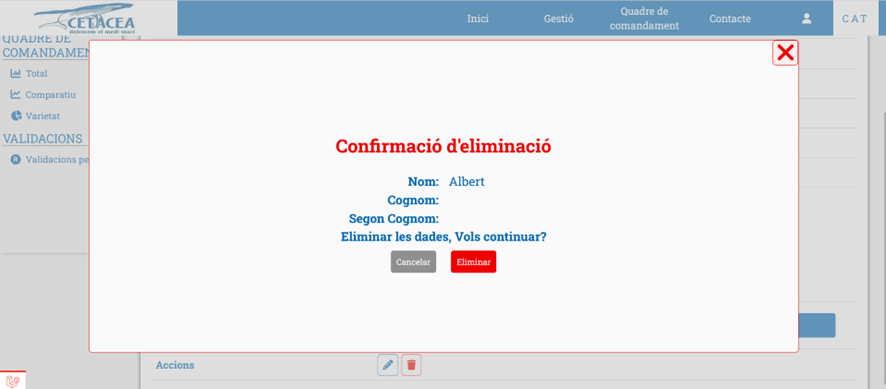 CETÁCEA
defensem el medi marí
Inici
Gestió
Quadre de
comandament
Contacte
CAT
QUADRE DE
COMANDAMEN
Total
Comparatiu
Varietat
VALIDACIONS
Validacions pe
Confirmació d'eliminació
Nom: Albert
Cognom:
Segon Cognom:
Eliminar les dades, Vols continuar?
Cancelar
Eliminar
Accions